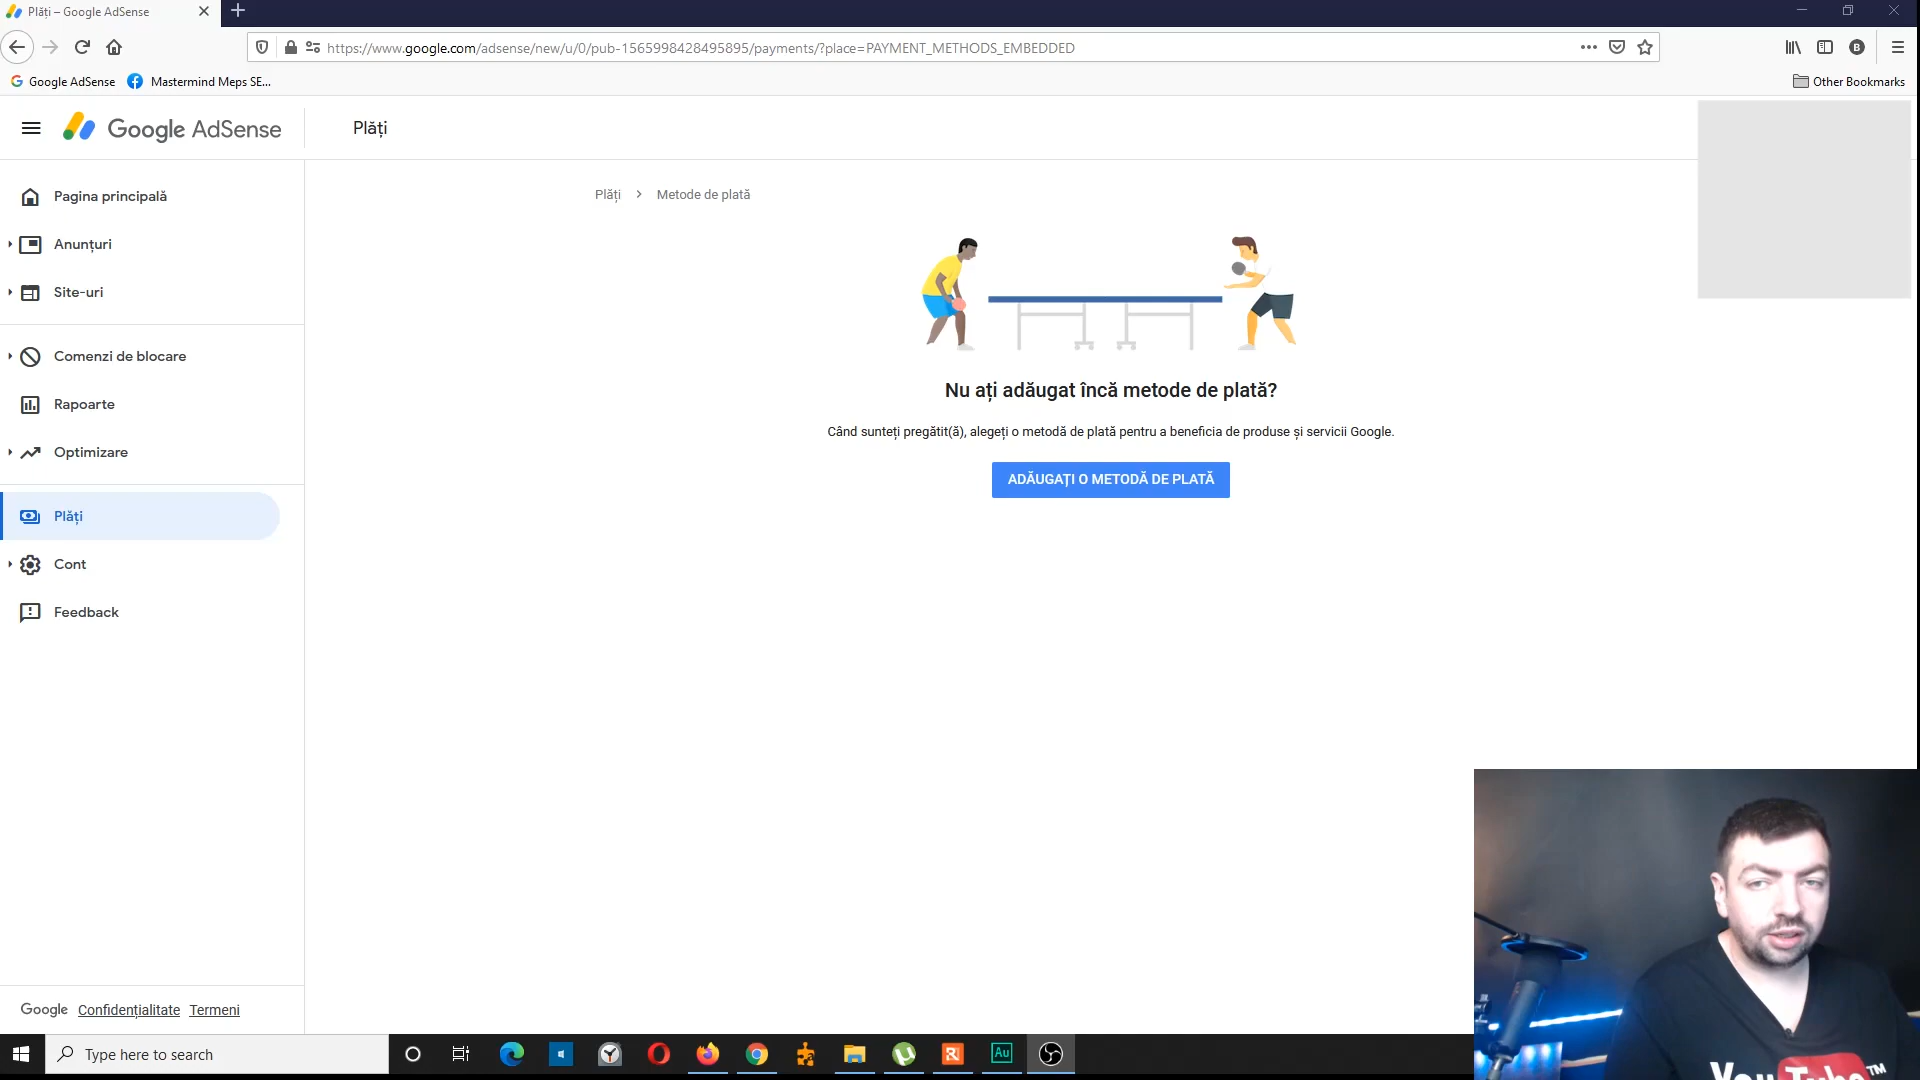 Plăți – Google AdSense
https://www.google.com/adsense/new/u/0/pub-1565998428495895/payments/?place=PAYMENT_METHODS_EMBEDDED
B
Google AdSense
Mastermind Meps SE...
Other Bookmarks
Google AdSense
Plăți
Pagina principală
Anunțuri
Site-uri
Comenzi de blocare
Rapoarte
Optimizare
Plăți
Cont
Feedback
Plăți > Metode de plată
Nu ați adăugat încă metode de plată?
Când sunteți pregătit(ă), alegeți o metodă de plată pentru a beneficia de produse și servicii Google.
ADĂUGAȚI O METODĂ DE PLATĂ
Google Confidențialitate Termeni
Type here to search
Au
YouTube™